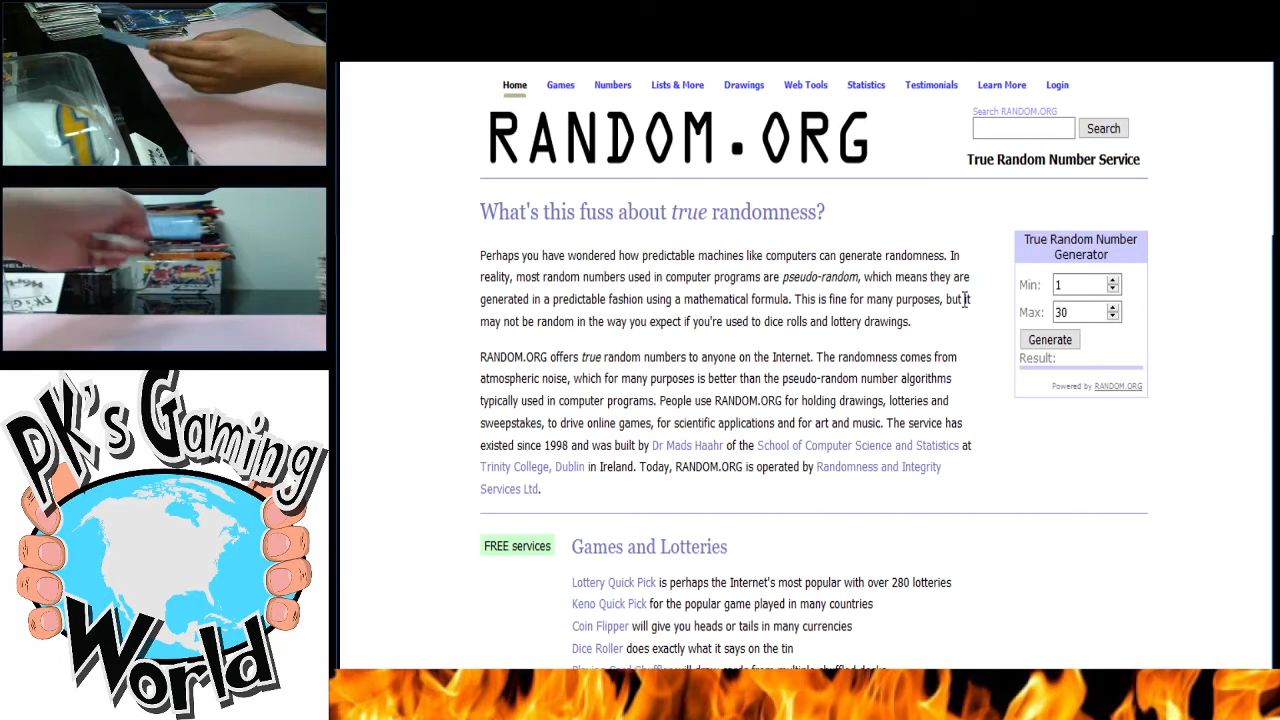 Home Games Numbers Lists & More Drawings Web Tools Statistics Testimonials Learn More Login
RANDOM.ORG
Search RANDOM.ORG
Search
True Random Number Service
What's this fuss about true randomness?
Perhaps you have wondered how predictable machines like computers can generate randomness. In
reality, most random numbers used in computer programs are pseudo-random, which means they are
generated in a predictable fashion using a mathematical formula. This is fine for many purposes, but it
may not be random in the way you expect if you're used to dice rolls and lottery drawings.
RANDOM.ORG offers true random numbers to anyone on the Internet. The randomness comes from
atmospheric noise, which for many purposes is better than the pseudo-random number algorithms
typically used in computer programs. People use RANDOM.ORG for holding drawings, lotteries and
sweepstakes, to drive online games, for scientific applications and for art and music. The service has
existed since 1998 and was built by Dr Mads Haahr of the School of Computer Science and Statistics at
Trinity College, Dublin in Ireland. Today, RANDOM.ORG is operated by Randomness and Integrity
Services Ltd.
True Random Number
Generator
Min: 1
Max: 30
Generate
Result:
Powered by RANDOM.ORG
FREE services
Games and Lotteries
Lottery Quick Pick is perhaps the Internet's most popular with over 280 lotteries
Keno Quick Pick for the popular game played in many countries
Coin Flipper will give you heads or tails in many currencies
Dice Roller does exactly what it says on the tin
PK's
Gaming
World